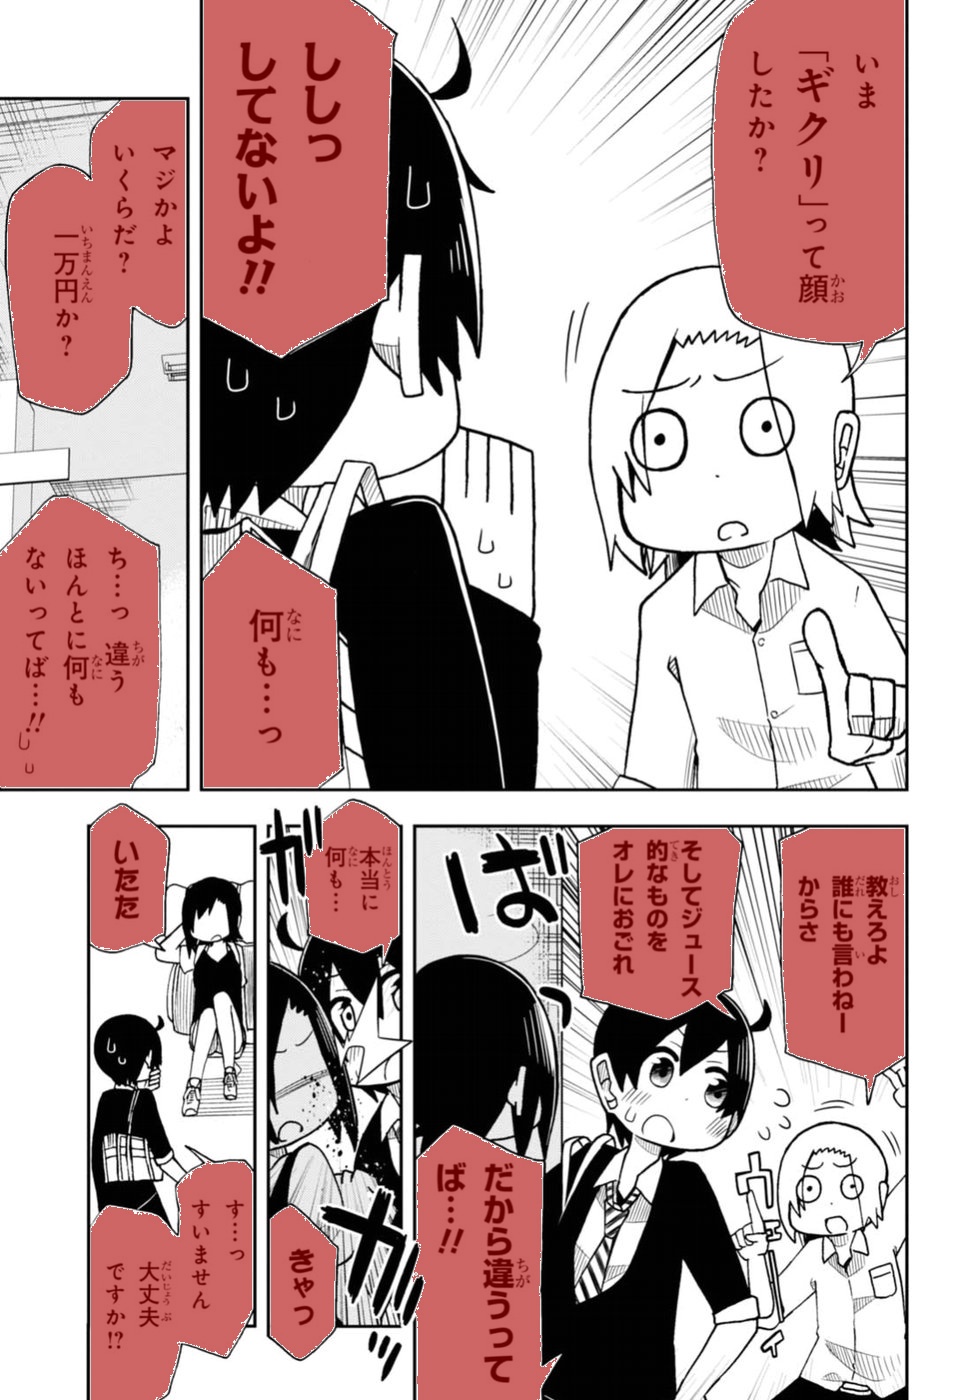 いま
「ギクリ」って顔
したか?
ししっ
してないよ!!
何も…っ
マジかよ
いくらだ?
一万円か?
ち…っ違う
ほんとに何も
ないってば…!!
教えろよ
誰にも言わねー
からさ
そしてジュース
的なものを
オレにおごれ
だから違うって
ば…!!
ばっ
本当に
何も…
ガッ
きゃっ
いたた
す…っ
すいません
大丈夫
ですか!?